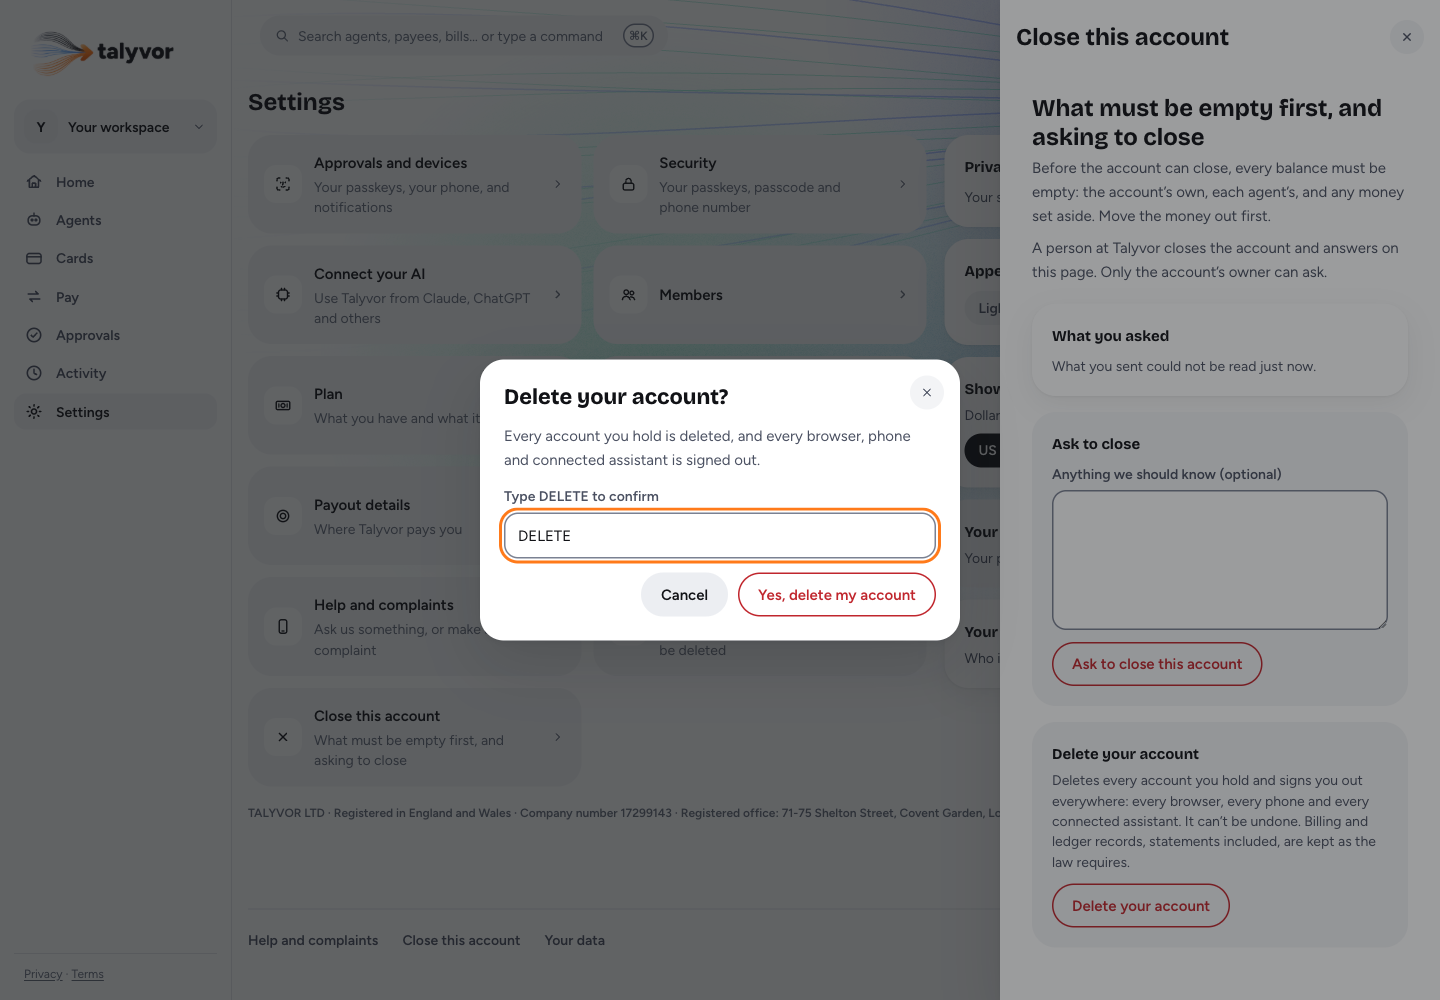 talyvor
Y Your workspace
Home
Agents
Cards
Pay
Approvals
Activity
Settings
Privacy · Terms
Search agents, payees, bills... or type a command ⌘K
Settings
Approvals and devices
Your passkeys, your phone, and
notifications
Security
Your passkeys, passcode and
phone number
Connect your AI
Use Talyvor from Claude, ChatGPT
and others
Members
Plan
What you have and what it
Payout details
Where Talyvor pays you
Help and complaints
Ask us something, or make
complaint
be deleted
Close this account
What must be empty first, and
asking to close
Your
Dollar
US
Your
Your
Who
TALYVOR LTD · Registered in England and Wales · Company number 17299143 · Registered office: 71-75 Shelton Street, Covent Garden,
Help and complaints
Close this account
Your data
Delete your account?
Every account you hold is deleted, and every browser, phone
and connected assistant is signed out.
Type DELETE to confirm
DELETE
Cancel
Yes, delete my account
Close this account
What must be empty first, and
asking to close
Before the account can close, every balance must be
empty: the account’s own, each agent’s, and any money
set aside. Move the money out first.
A person at Talyvor closes the account and answers on
this page. Only the account’s owner can ask.
What you asked
What you sent could not be read just now.
Ask to close
Anything we should know (optional)
Ask to close this account
Delete your account
Deletes every account you hold and signs you out
everywhere: every browser, every phone and every
connected assistant. It can’t be undone. Billing and
ledger records, statements included, are kept as the
law requires.
Delete your account